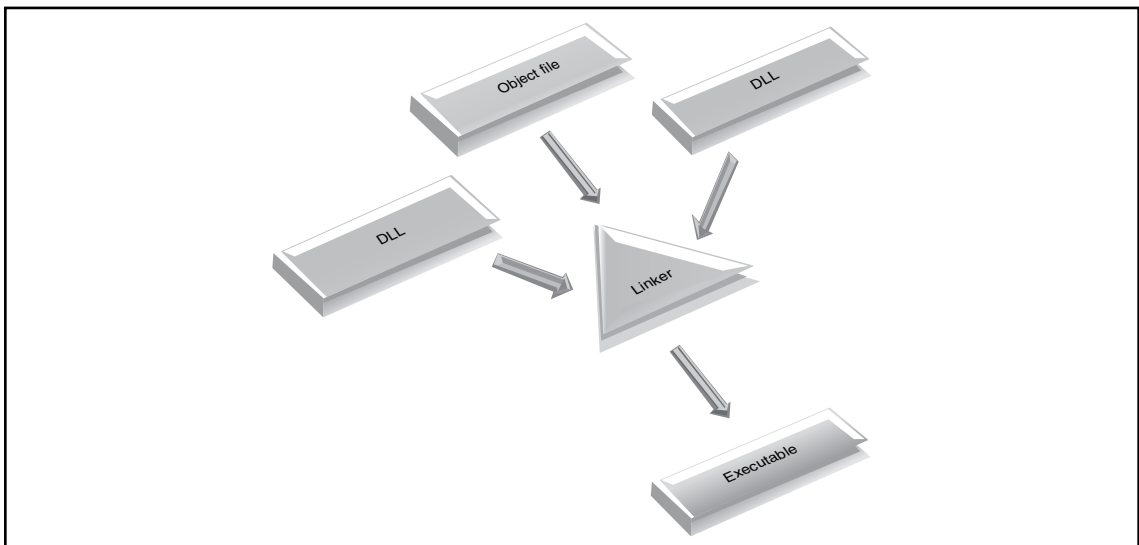 Object file
DLL
DLL
Linker
Executable